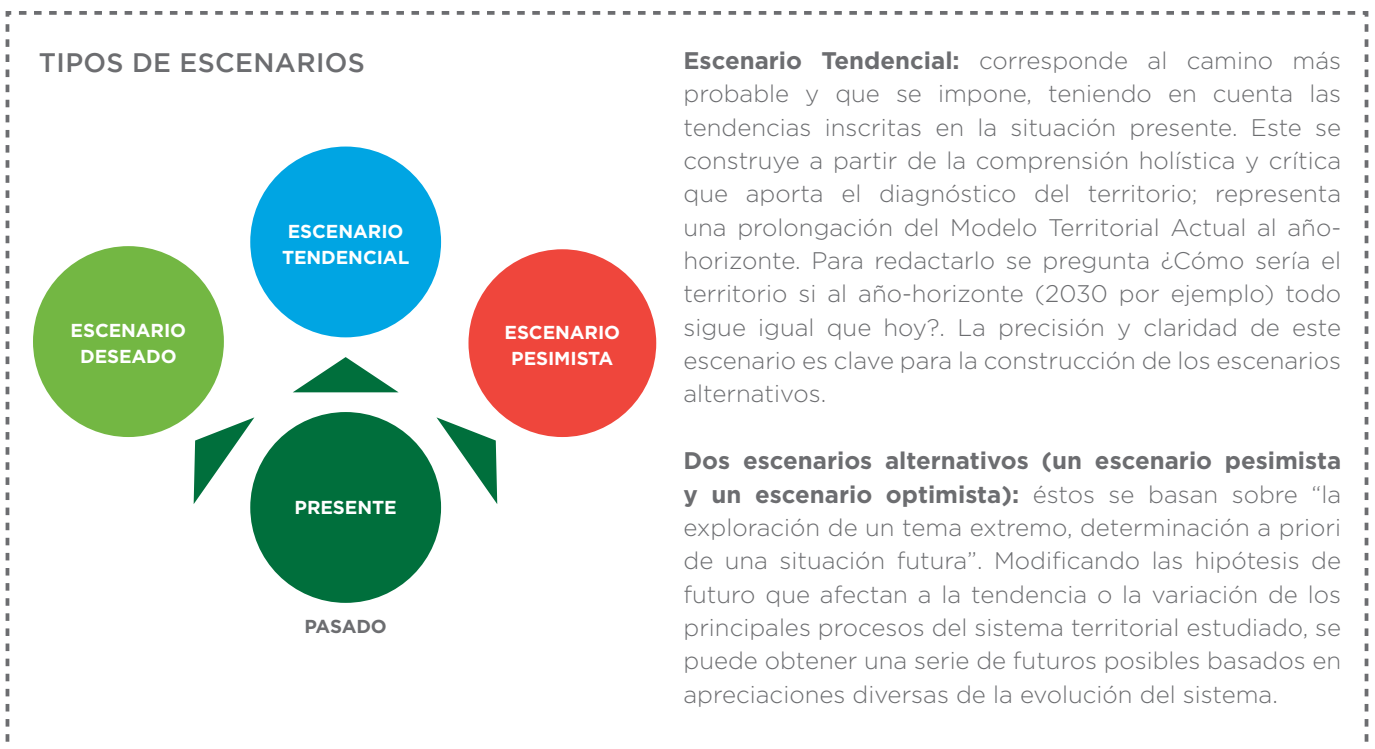 TIPOS DE ESCENARIOS
ESCENARIO
TENDENCIAL
ESCENARIO
DESEADO
ESCENARIO
PESIMISTA
PRESENTE
PASADO
Escenario Tendencial: corresponde al camino más
probable y que se impone, teniendo en cuenta las
tendencias inscritas en la situación presente. Este se
construye a partir de la comprensión holística y crítica
que aporta el diagnóstico del territorio; representa
una prolongación del Modelo Territorial Actual al año-
horizonte. Para redactarlo se pregunta ¿Cómo sería el
territorio si al año-horizonte (2030 por ejemplo) todo
sigue igual que hoy?. La precisión y claridad de este
escenario es clave para la construcción de los escenarios
alternativos.
Dos escenarios alternativos (un escenario pesimista
y un escenario optimista): éstos se basan sobre “la
exploración de un tema extremo, determinación a priori
de una situación futura”. Modificando las hipótesis de
futuro que afectan a la tendencia o la variación de los
principales procesos del sistema territorial estudiado, se
puede obtener una serie de futuros posibles basados en
apreciaciones diversas de la evolución del sistema.